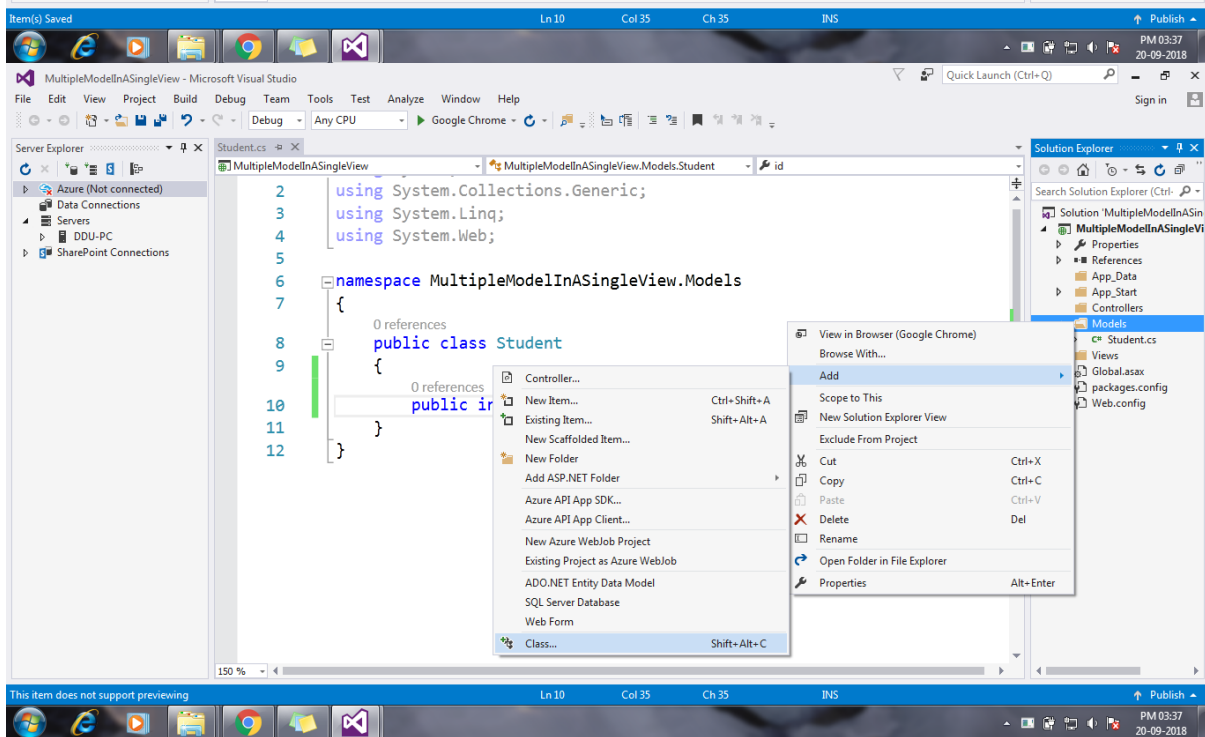 Item(s) Saved Ln 10 Col 35 Ch 35 INS Publish
PM 03:37
20-09-2018
MultipleModelInASingleView - Microsoft Visual Studio
Quick Launch (Ctrl+Q)
File Edit View Project Build Debug Team Tools Test Analyze Window Help
Sign in
Debug Any CPU Google Chrome
Server Explorer
Azure (Not connected)
Data Connections
Servers
DDU-PC
SharePoint Connections
Student.cs
MultipleModelInASingleView MultipleModelInASingleView.Models.Student id
2 using System.Collections.Generic;
3 using System.Linq;
4 using System.Web;
5
6 namespace MultipleModelInASingleView.Models
7 {
0 references
8 public class Student
9 {
0 references
10 public in
11 }
12 }
150 %
Controller...
New Item... Ctrl+Shift+A
Existing Item... Shift+Alt+A
New Scaffolded Item...
New Folder
Add ASP.NET Folder
Azure API App SDK...
Azure API App Client...
New Azure WebJob Project
Existing Project as Azure WebJob
ADO.NET Entity Data Model
SQL Server Database
Web Form
Class... Shift+Alt+C
View in Browser (Google Chrome)
Browse With...
Add
Scope to This
New Solution Explorer View
Exclude From Project
Cut Ctrl+X
Copy Ctrl+C
Paste Ctrl+V
Delete Del
Rename
Open Folder in File Explorer
Properties Alt+Enter
Solution Explorer
Search Solution Explorer (Ctrl-
Solution 'MultipleModelInASin
MultipleModelInASingleVi
Properties
References
App_Data
App_Start
Controllers
Models
C# Student.cs
Views
Global.asax
packages.config
Web.config
This item does not support previewing Ln 10 Col 35 Ch 35 INS Publish
PM 03:37
20-09-2018